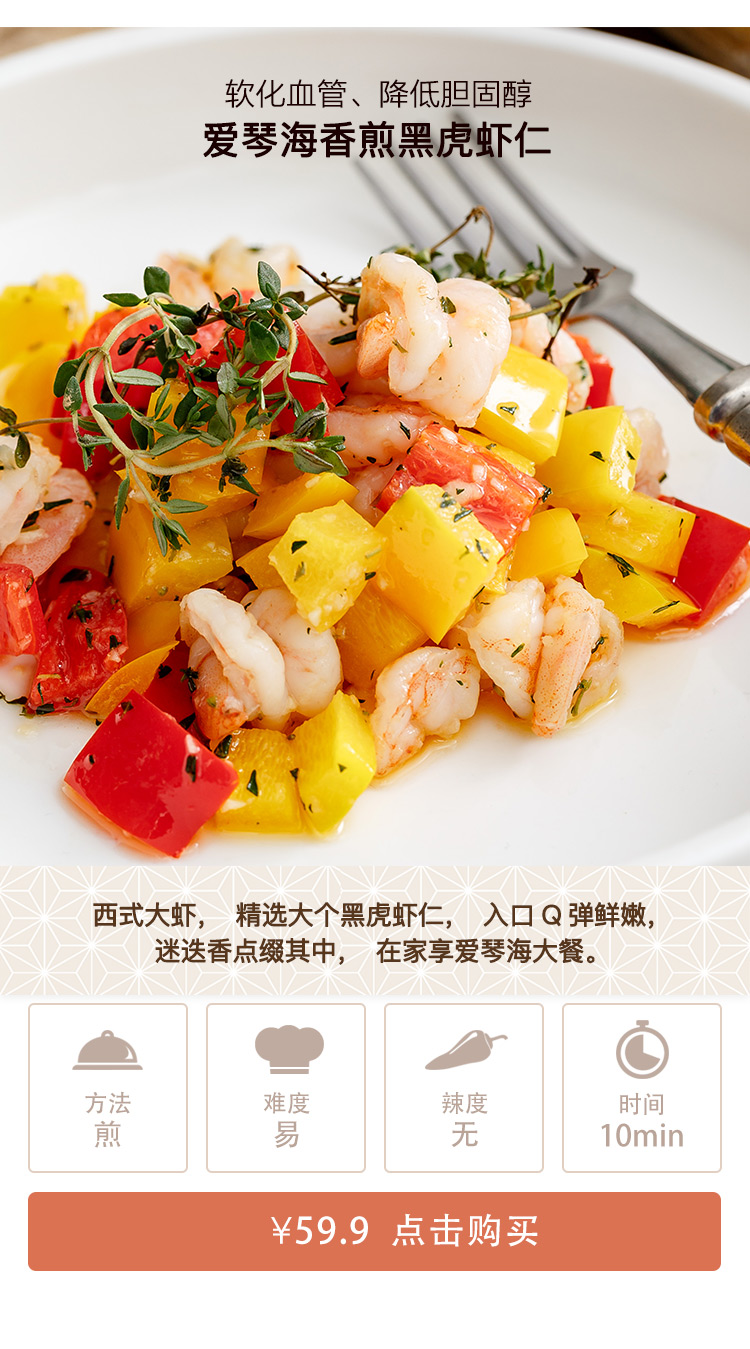 软化血管、降低胆固醇
爱琴海香煎黑虎虾仁
西式大虾， 精选大个黑虎虾仁， 入口 Q 弹鲜嫩，
迷迭香点缀其中， 在家享爱琴海大餐。
方法 难度 辣度 时间
煎 易 无 10min
¥59.9 点击购买